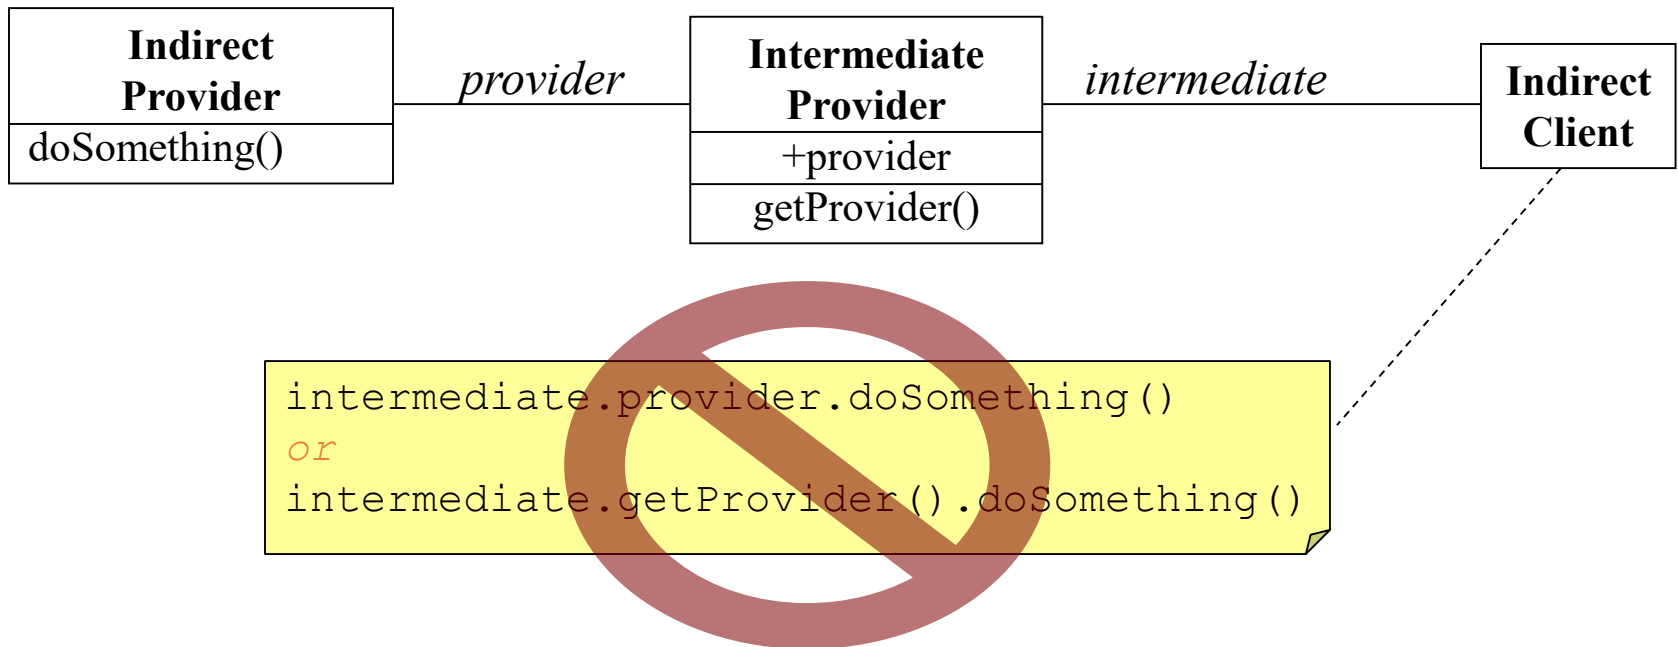 Indirect
Provider
doSomething()
provider
Intermediate
Provider
+provider
getProvider()
intermediate
Indirect
Client
intermediate.provider.doSomething()
or
intermediate.getProvider().doSomething()